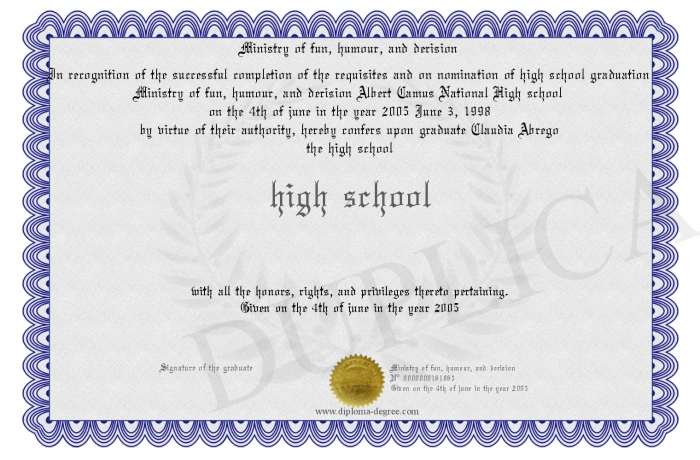 Ministry of fun, humour, and derision
In recognition of the successful completion of the requisites and on nomination of high school graduation
Ministry of fun, humour, and derision Albert Camus National High school
on the 4th of june in the year 2005 June 3, 1998
by virtue of their authority, hereby confers upon graduate Claudia Abrego
the high school
high school
with all the honors, rights, and privileges thereto pertaining.
Given on the 4th of june in the year 2005
DUPLICA
Signature of the graduate
Ministry of fun, humour, and derision
Given on the 4th of june in the year 2005
www.diploma-degree.com